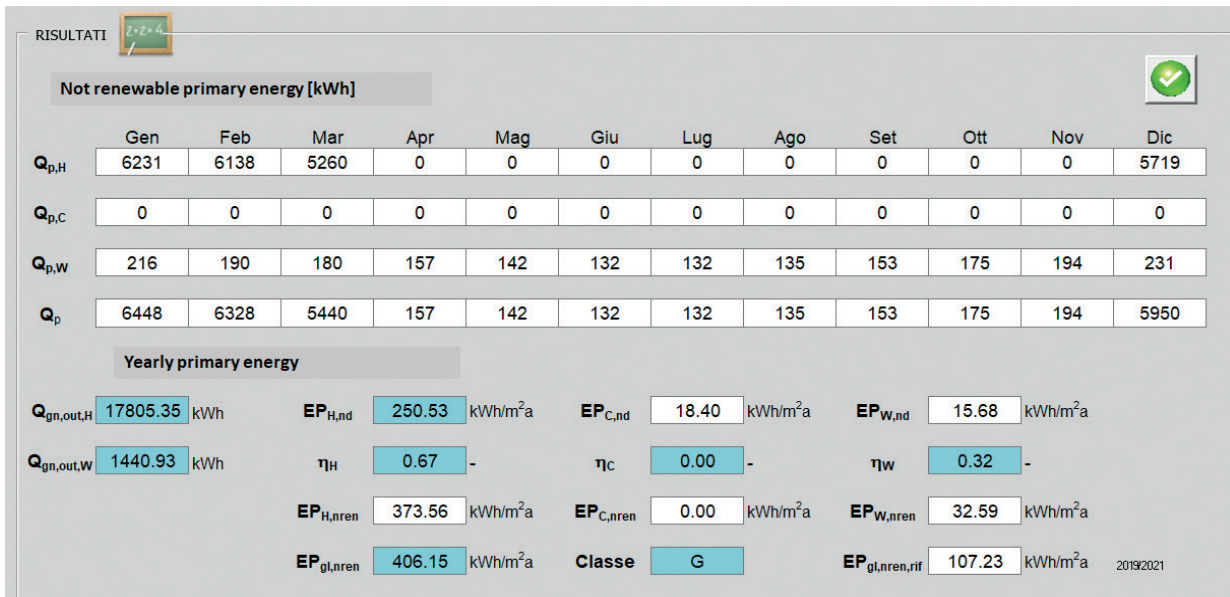 RISULTATI 2+2=4
Not renewable primary energy [kWh]
Gen Feb Mar Apr Mag Giu Lug Ago Set Ott Nov Dic
Qp,H 6231 6138 5260 0 0 0 0 0 0 0 0 5719
Qp,C 0 0 0 0 0 0 0 0 0 0 0 0
Qp,W 216 190 180 157 142 132 132 135 153 175 194 231
Qp 6448 6328 5440 157 142 132 132 135 153 175 194 5950
Yearly primary energy
Qgn,out,H 17805.35 kWh EPH,nd 250.53 kWh/m²a EPC,nd 18.40 kWh/m²a EPW,nd 15.68 kWh/m²a
Qgn,out,W 1440.93 kWh ηH 0.67 - ηC 0.00 - ηW 0.32 -
EPH,nren 373.56 kWh/m²a EPC,nren 0.00 kWh/m²a EPW,nren 32.59 kWh/m²a
EPgl,nren 406.15 kWh/m²a Classe G EPgl,nren,rif 107.23 kWh/m²a 2019/2021